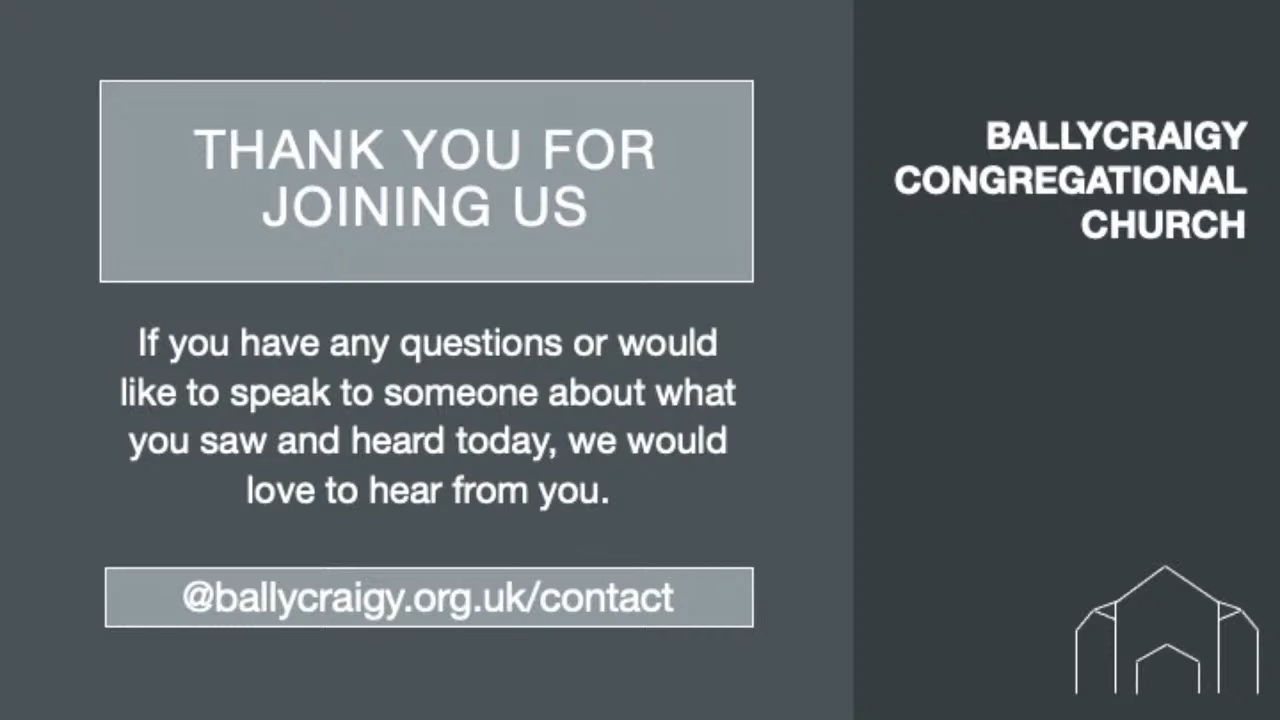 THANK YOU FOR
JOINING US
If you have any questions or would
like to speak to someone about what
you saw and heard today, we would
love to hear from you.
@ballycraigy.org.uk/contact
BALLYCRAIGY
CONGREGATIONAL
CHURCH